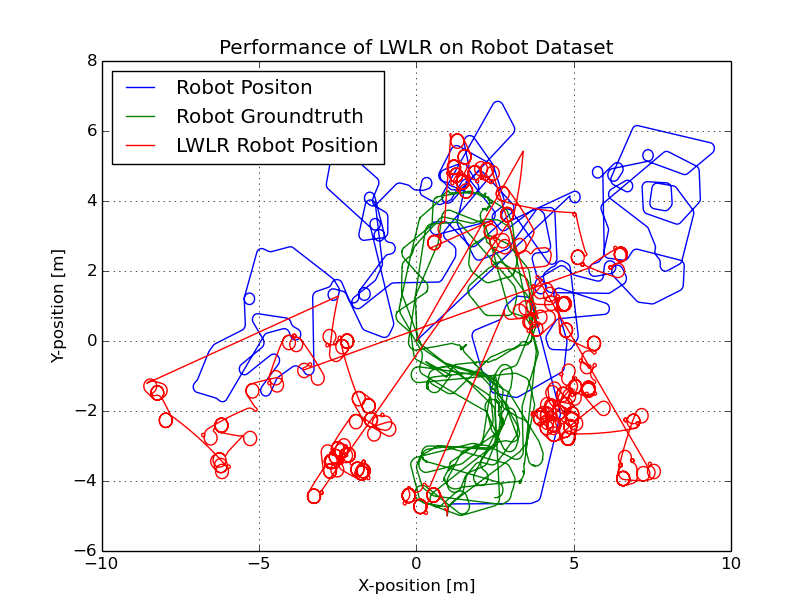 Performance of LWLR on Robot Dataset
8
Robot Positon
Robot Groundtruth
LWLR Robot Position
6
4
2
0
−2
−4
−6
Y-position [m]
−10
−5
0
5
10
X-position [m]